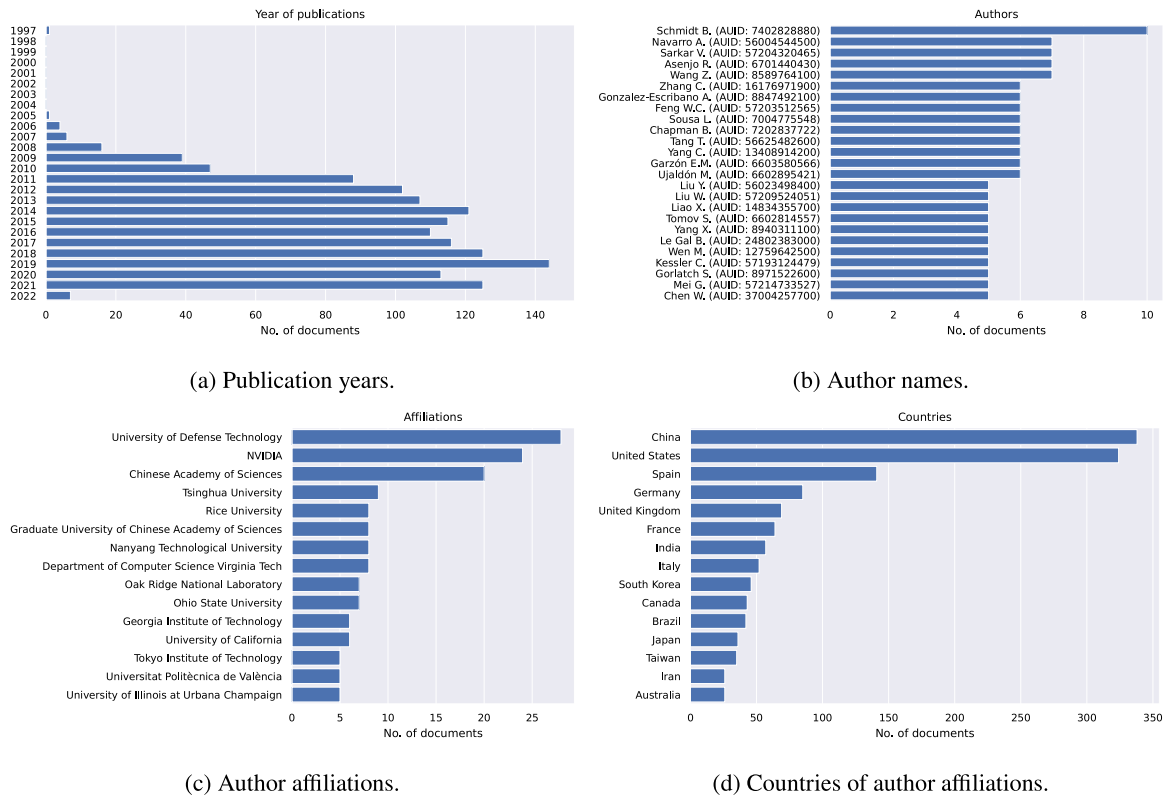 Year of publications
1997
1998
1999
2000
2001
2002
2003
2004
2005
2006
2007
2008
2009
2010
2011
2012
2013
2014
2015
2016
2017
2018
2019
2020
2021
2022
0 20 40 60 80 100 120 140
No. of documents
(a) Publication years.
Authors
Schmidt B. (AUID: 7402828880)
Navarro A. (AUID: 56004544500)
Sarkar V. (AUID: 57204320465)
Asenjo R. (AUID: 6701440430)
Wang Z. (AUID: 8589764100)
Zhang C. (AUID: 16176971900)
Gonzalez-Escribano A. (AUID: 8847492100)
Feng W.C. (AUID: 57203512565)
Sousa L. (AUID: 7004775548)
Chapman B. (AUID: 7202837722)
Tang T. (AUID: 56625482600)
Yang C. (AUID: 13408914200)
Garzón E.M. (AUID: 6603580566)
Ujaldón M. (AUID: 6602895421)
Liu Y. (AUID: 56023498400)
Liu W. (AUID: 57209524051)
Liao X. (AUID: 14834355700)
Tomov S. (AUID: 6602814557)
Yang X. (AUID: 8940311100)
Le Gal B. (AUID: 24802383000)
Wen M. (AUID: 12759642500)
Kessler C. (AUID: 57193124479)
Gorlatch S. (AUID: 8971522600)
Mei G. (AUID: 57214733527)
Chen W. (AUID: 37004257700)
0 2 4 6 8 10
No. of documents
(b) Author names.
Affiliations
University of Defense Technology
NVIDIA
Chinese Academy of Sciences
Tsinghua University
Rice University
Graduate University of Chinese Academy of Sciences
Nanyang Technological University
Department of Computer Science Virginia Tech
Oak Ridge National Laboratory
Ohio State University
Georgia Institute of Technology
University of California
Tokyo Institute of Technology
Universitat Politècnica de València
University of Illinois at Urbana Champaign
0 5 10 15 20 25
No. of documents
(c) Author affiliations.
Countries
China
United States
Spain
Germany
United Kingdom
France
India
Italy
South Korea
Canada
Brazil
Japan
Taiwan
Iran
Australia
0 50 100 150 200 250 300 350
No. of documents
(d) Countries of author affiliations.